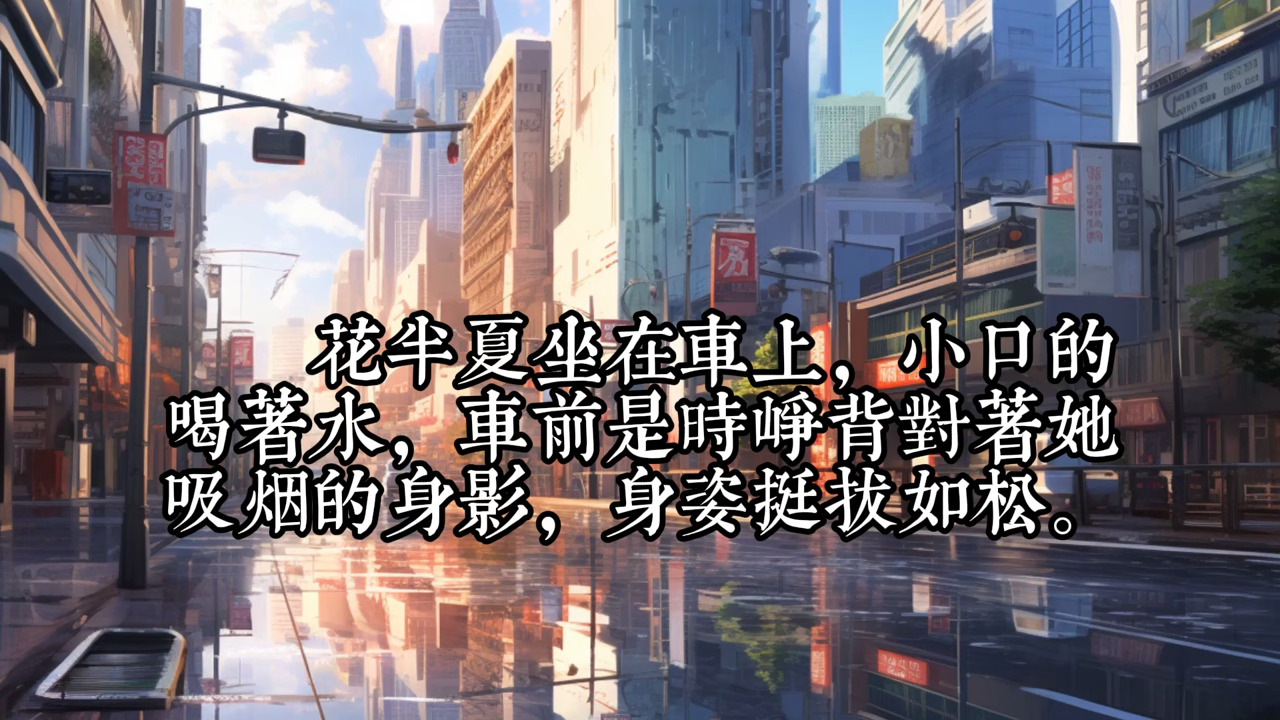 花半夏坐在車上，小口的
喝著水，車前是時崢背對著她
吸烟的身影，身姿挺拔如松。